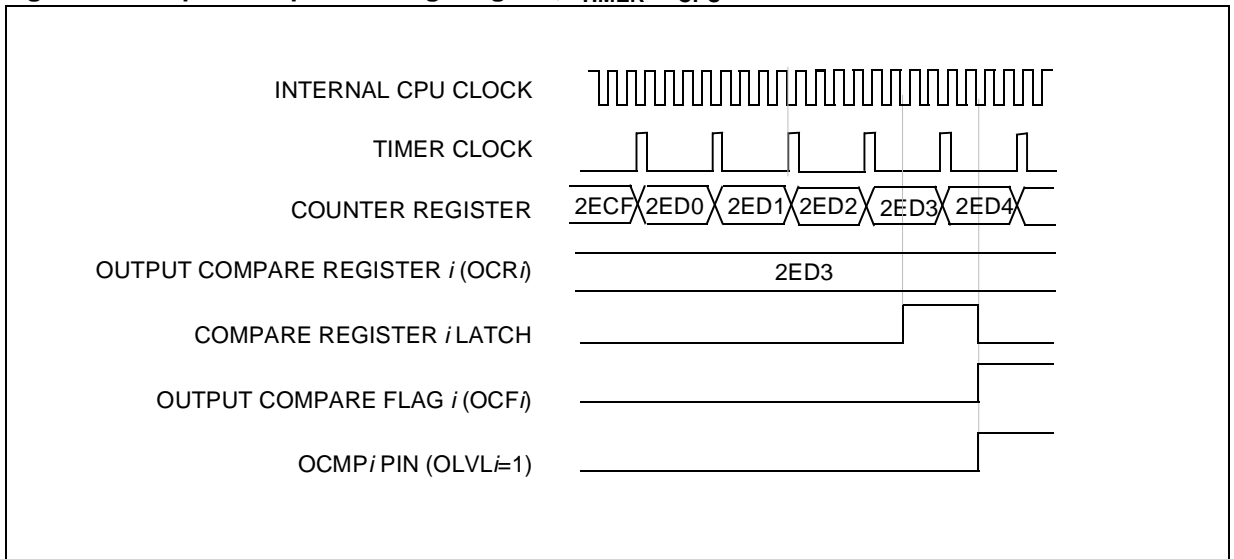 INTERNAL CPU CLOCK
TIMER CLOCK
COUNTER REGISTER 2ECF 2ED0 2ED1 2ED2 2ED3 2ED4
OUTPUT COMPARE REGISTER i (OCRi) 2ED3
COMPARE REGISTER i LATCH
OUTPUT COMPARE FLAG i (OCFi)
OCMPi PIN (OLVLi=1)